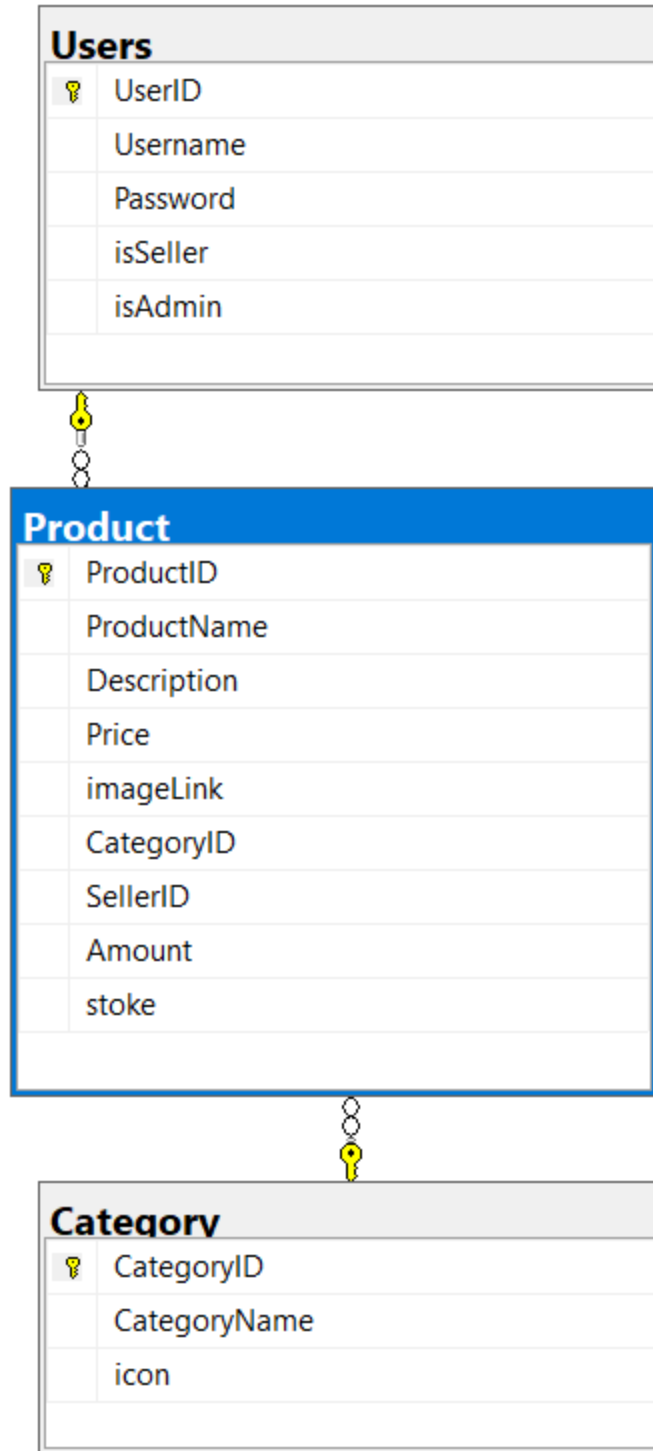 Users
UserID
Username
Password
isSeller
isAdmin
Product
ProductID
ProductName
Description
Price
imageLink
CategoryID
SellerID
Amount
stoke
Category
CategoryID
CategoryName
icon